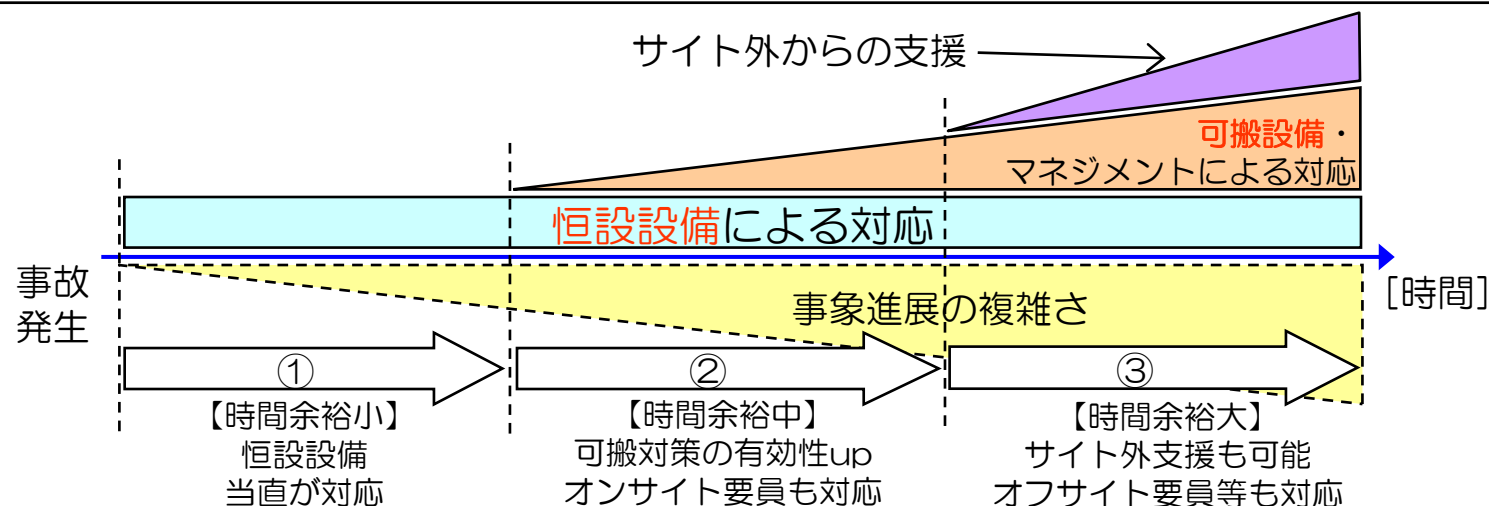 サイト外からの支援
可搬設備・
マネジメントによる対応
恒設設備による対応
事故
発生
[時間]
事象進展の複雑さ
①
②
③
【時間余裕小】
恒設設備
当直が対応
【時間余裕中】
可搬対策の有効性up
オンサイト要員も対応
【時間余裕大】
サイト外支援も可能
オフサイト要員等も対応